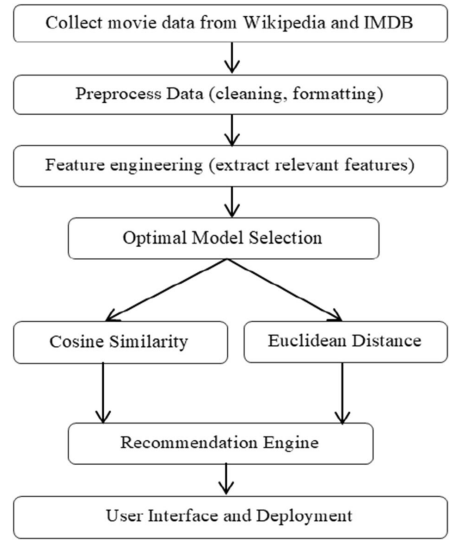 Collect movie data from Wikipedia and IMDB
Preprocess Data (cleaning, formatting)
Feature engineering (extract relevant features)
Optimal Model Selection
Cosine Similarity
Euclidean Distance
Recommendation Engine
User Interface and Deployment